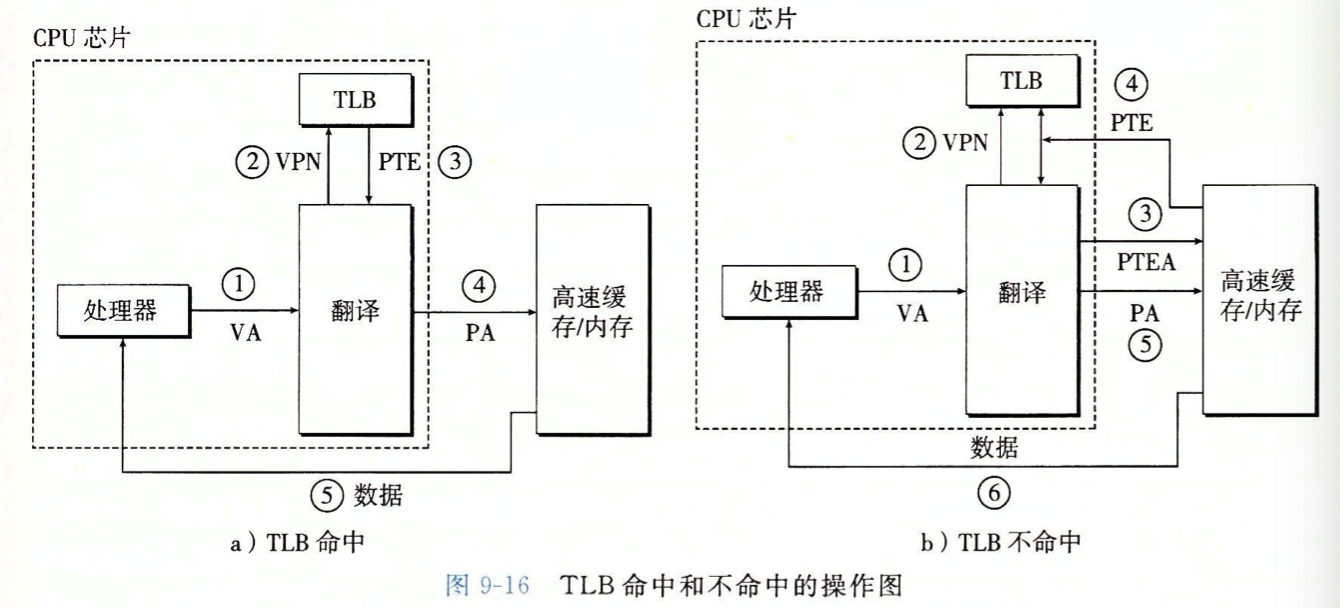 CPU 芯片
TLB
② VPN
PTE ③
处理器
①
VA
翻译
④
PA
高速缓
存/内存
⑤ 数据
a）TLB 命中
CPU 芯片
TLB
④
PTE
② VPN
③
PTEA
处理器
①
VA
翻译
PA
⑤
高速缓
存/内存
数据
⑥
b）TLB 不命中
图 9-16 TLB 命中和不命中的操作图